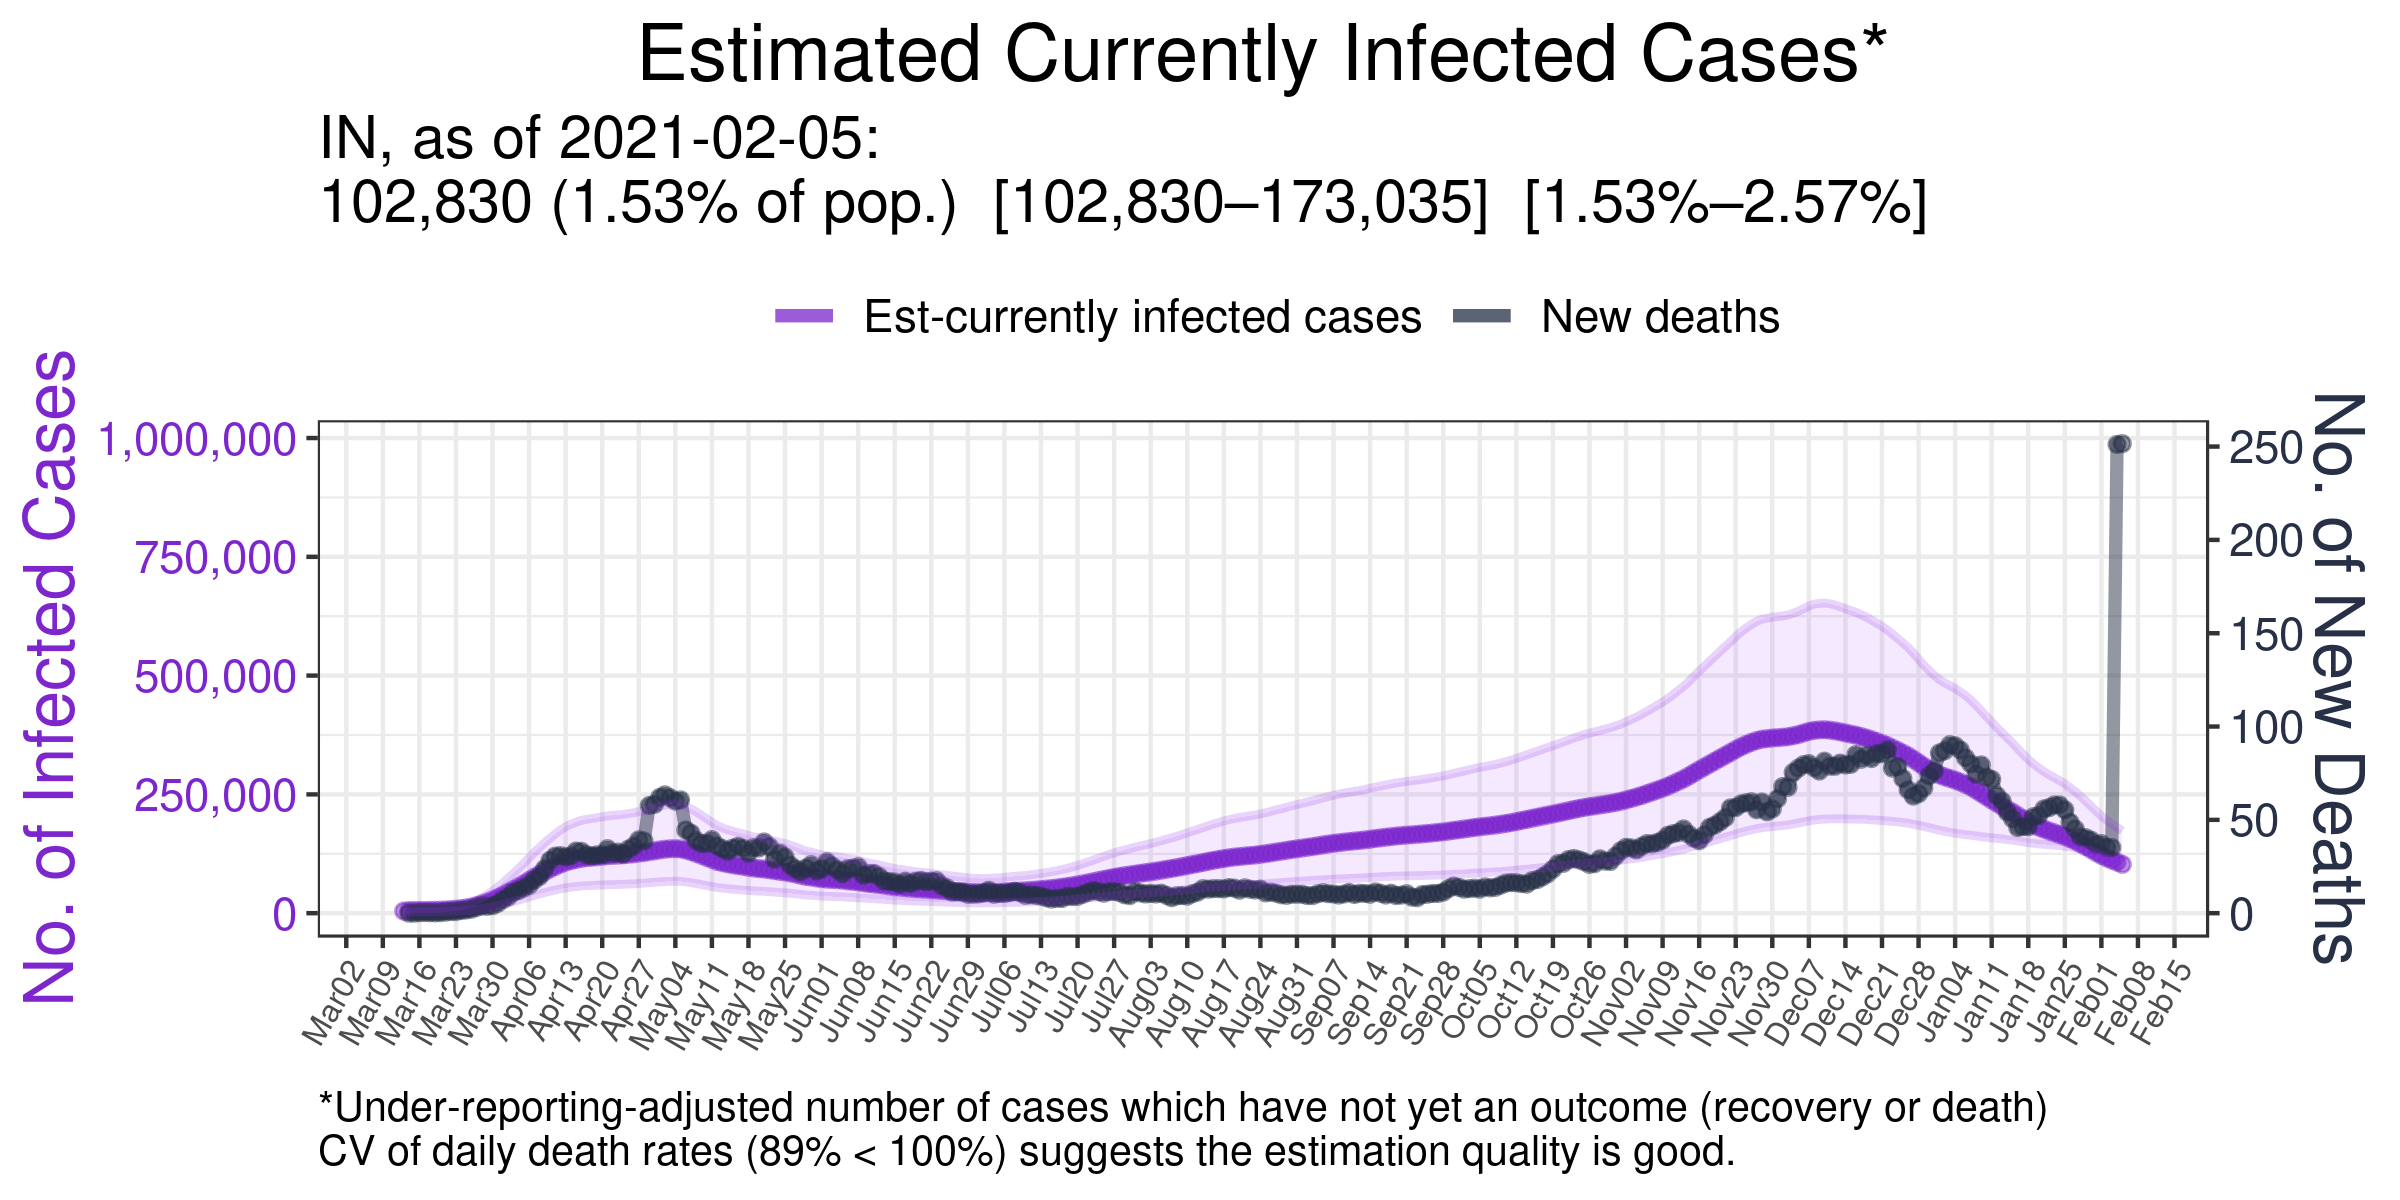 Estimated Currently Infected Cases*
IN, as of 2021-02-05:
102,830 (1.53% of pop.)  [102,830–173,035]  [1.53%–2.57%]
Est-currently infected cases
New deaths
No. of Infected Cases
1,000,000
750,000
500,000
250,000
0
250
200
150
100
50
0
No. of New Deaths
Mar02
Mar09
Mar16
Mar23
Mar30
Apr06
Apr13
Apr20
Apr27
May04
May11
May18
May25
Jun01
Jun08
Jun15
Jun22
Jun29
Jul06
Jul13
Jul20
Jul27
Aug03
Aug10
Aug17
Aug24
Aug31
Sep07
Sep14
Sep21
Sep28
Oct05
Oct12
Oct19
Oct26
Nov02
Nov09
Nov16
Nov23
Nov30
Dec07
Dec14
Dec21
Dec28
Jan04
Jan11
Jan18
Jan25
Feb01
Feb08
Feb15
*Under-reporting-adjusted number of cases which have not yet an outcome (recovery or death)
CV of daily death rates (89% < 100%) suggests the estimation quality is good.